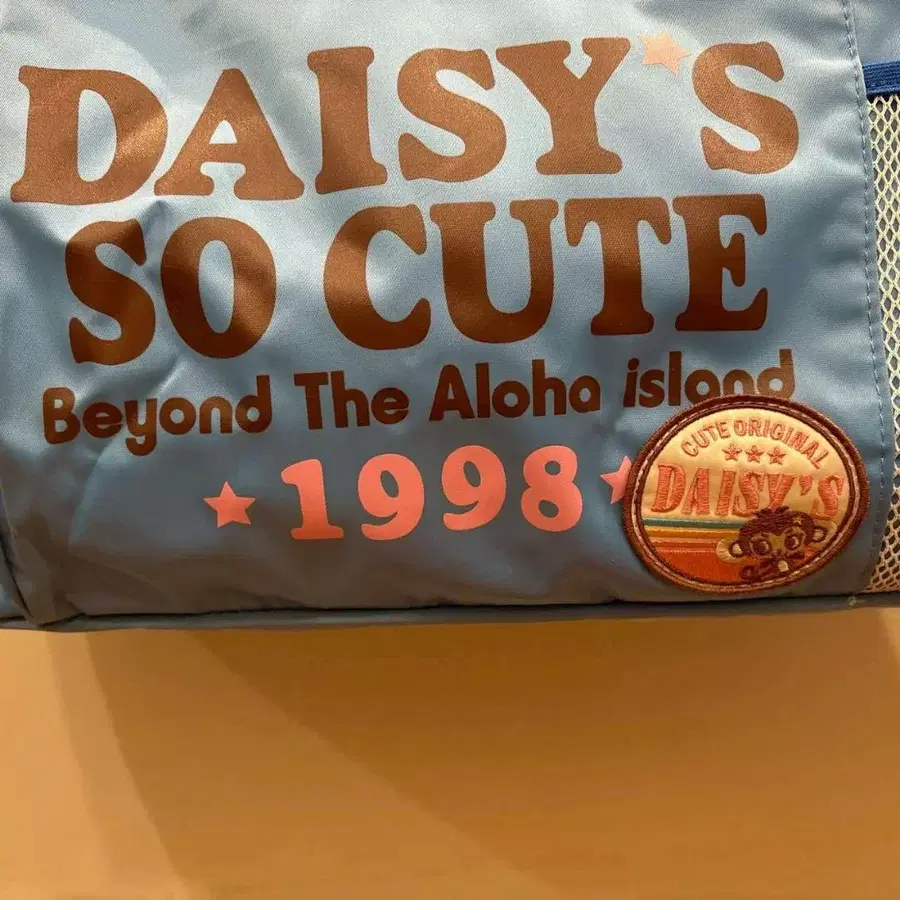 DAISY'S
SO CUTE
Beyond The Aloha island
1998
CUTE ORIGINAL
DAISY'S